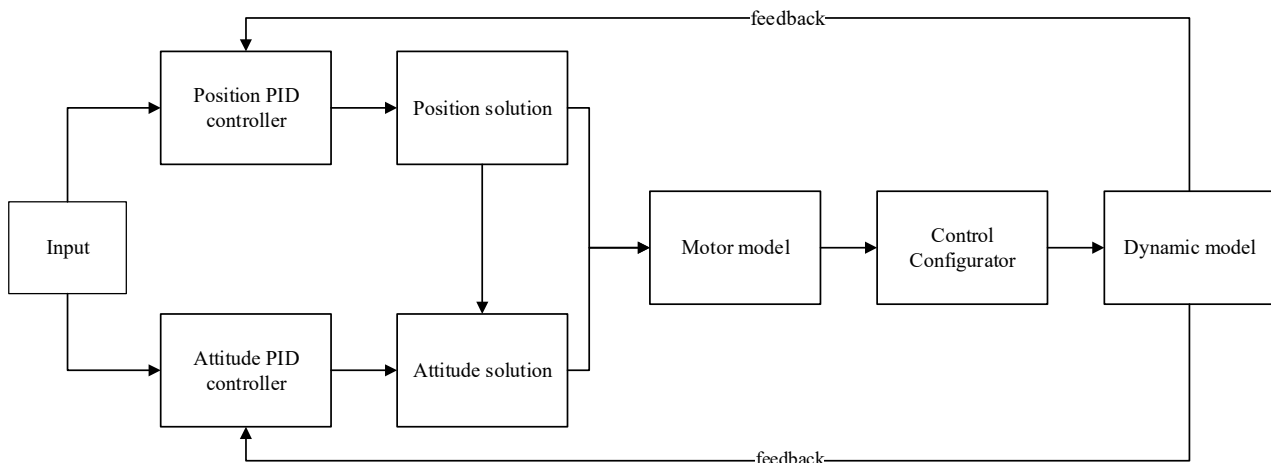 feedback
Position PID
controller
Position solution
Input
Motor model
Control
Configurator
Dynamic model
Attitude PID
controller
Attitude solution
feedback